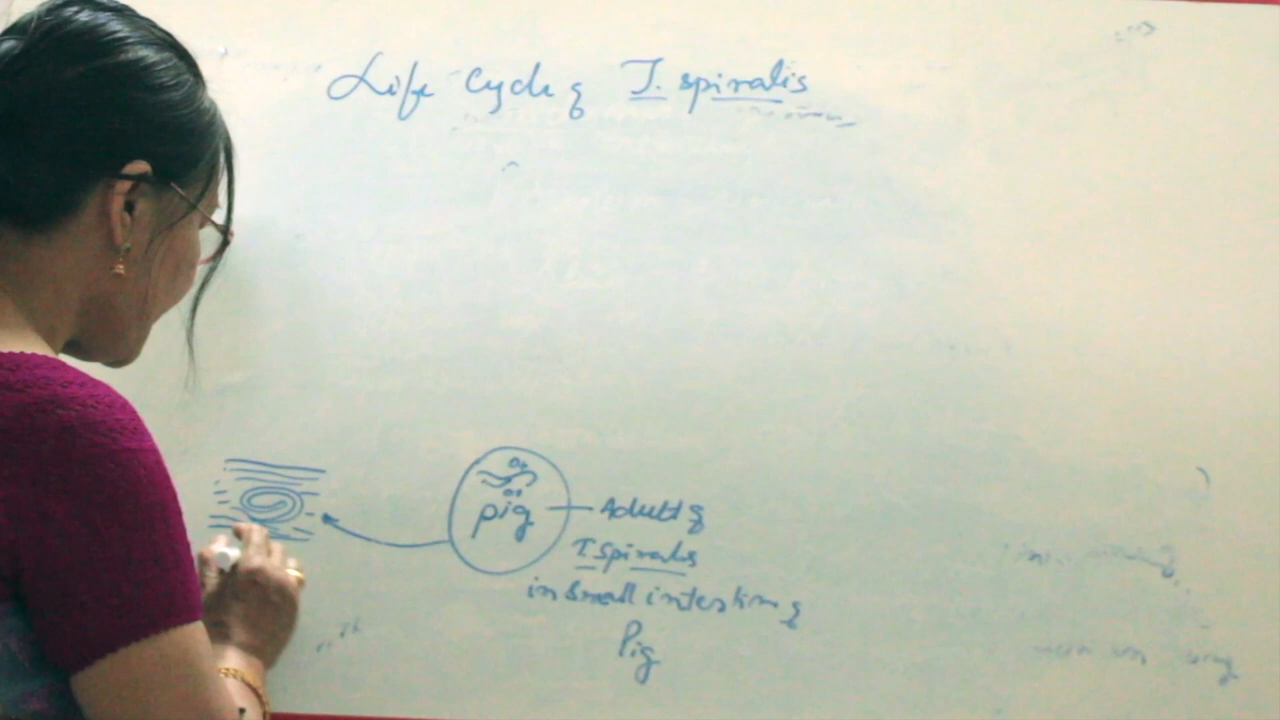 Life Cycle of T. spiralis
pig
Adult of
T. spiralis
in small intestine of
Pig